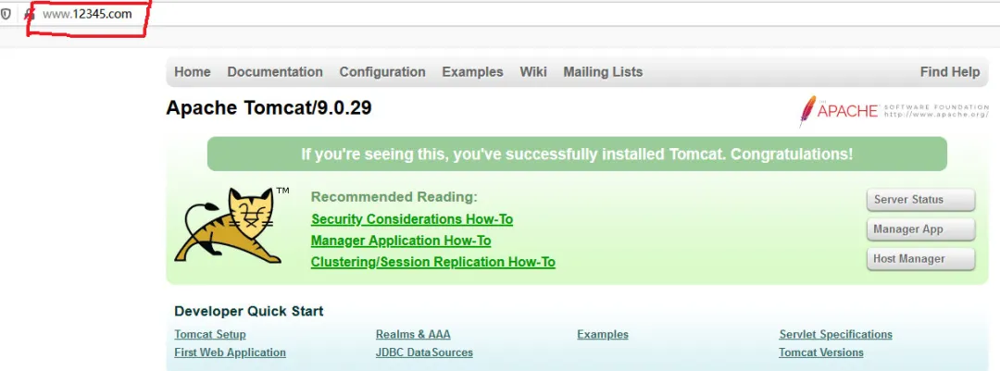 www.12345.com
Home Documentation Configuration Examples Wiki Mailing Lists Find Help
Apache Tomcat/9.0.29
THE
APACHE SOFTWARE FOUNDATION
http://www.apache.org/
If you're seeing this, you've successfully installed Tomcat. Congratulations!
TM
Recommended Reading:
Security Considerations How-To
Manager Application How-To
Clustering/Session Replication How-To
Server Status
Manager App
Host Manager
Developer Quick Start
Tomcat Setup Realms & AAA Examples Servlet Specifications
First Web Application JDBC DataSources Tomcat Versions